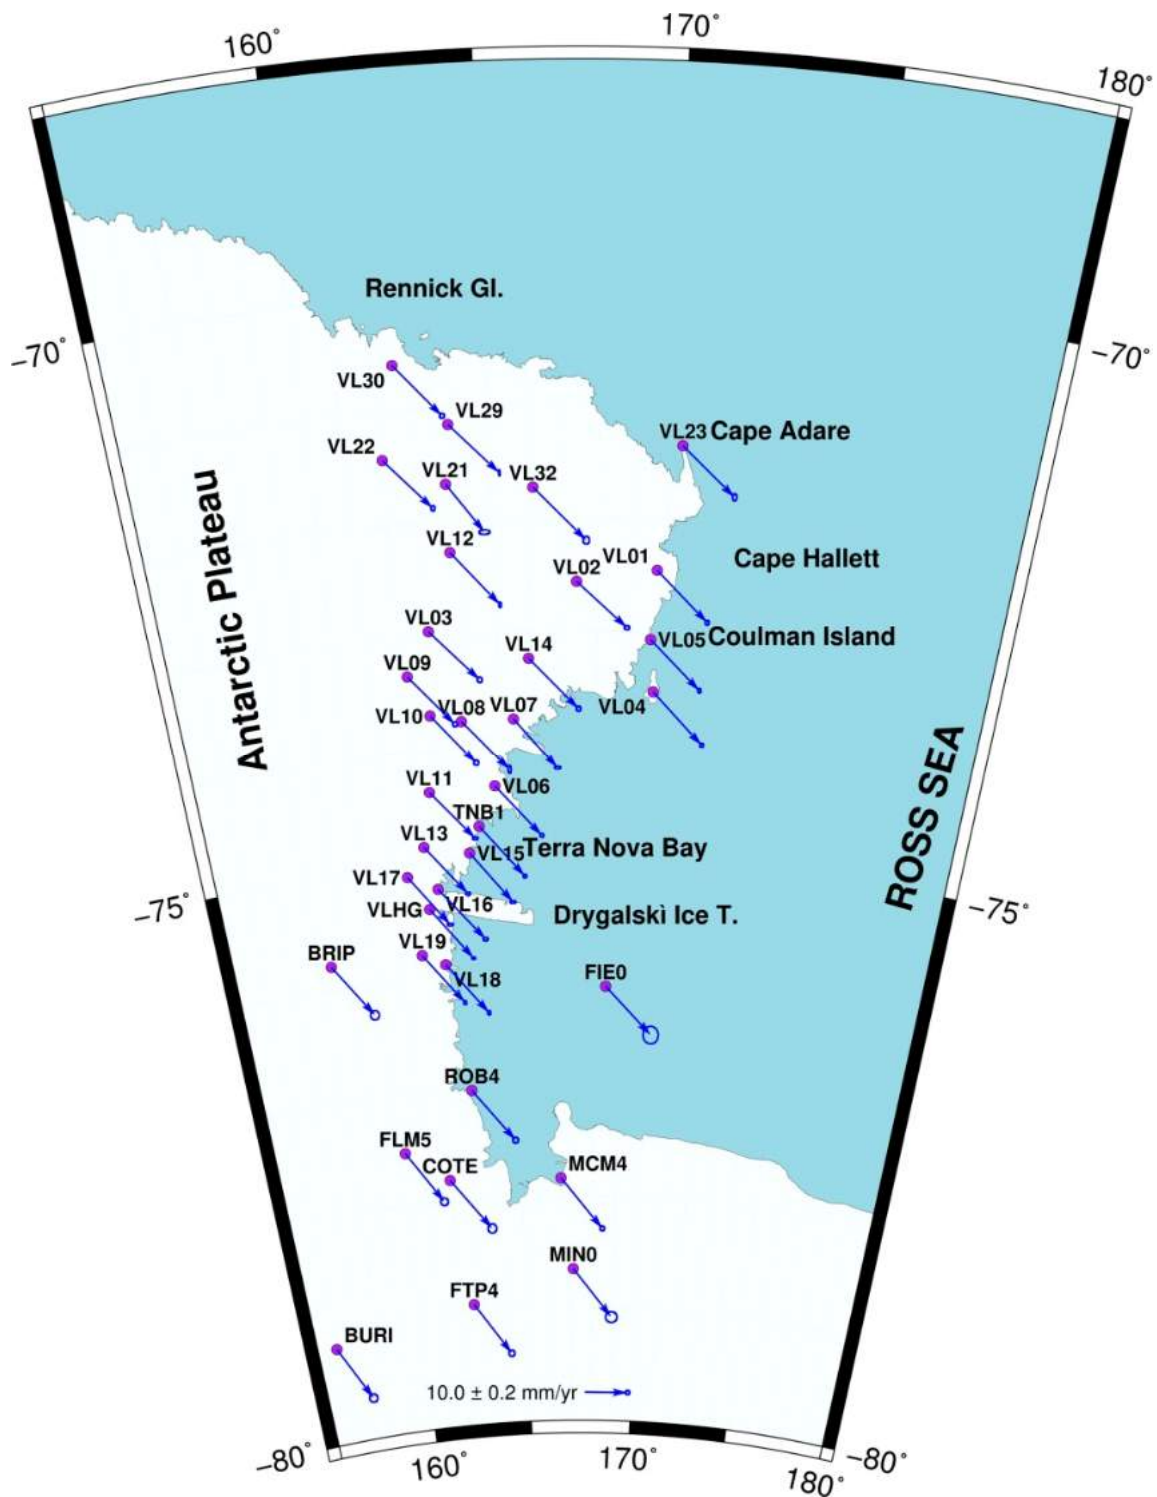 160°
170°
180°
−70°
−70°
Rennick Gl.
VL30
VL29
VL23
Cape Adare
VL22
VL21
VL32
VL12
VL02
VL01
Cape Hallett
Antarctic Plateau
VL03
VL14
VL05
Coulman Island
VL09
VL10
VL08
VL07
VL04
VL11
VL06
TNB1
VL13
VL15
Terra Nova Bay
ROSS SEA
VL17
VL16
VLHG
Drygalski Ice T.
−75°
−75°
VL19
BRIP
VL18
FIE0
ROB4
FLM5
COTE
MCM4
MIN0
FTP4
BURI
10.0 ± 0.2 mm/yr
−80°
160°
170°
180°
−80°